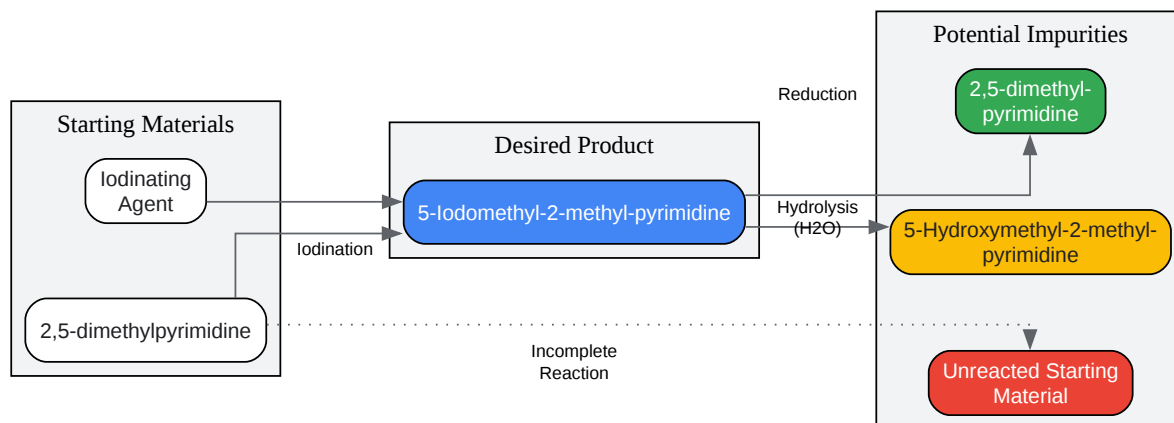 Potential Impurities
Reduction
2,5-dimethyl-
pyrimidine
Starting Materials
Desired Product
Iodinating
Agent
5-Iodomethyl-2-methyl-pyrimidine
Hydrolysis
(H2O)
5-Hydroxymethyl-2-methyl-
pyrimidine
Iodination
2,5-dimethylpyrimidine
Incomplete
Reaction
Unreacted Starting
Material